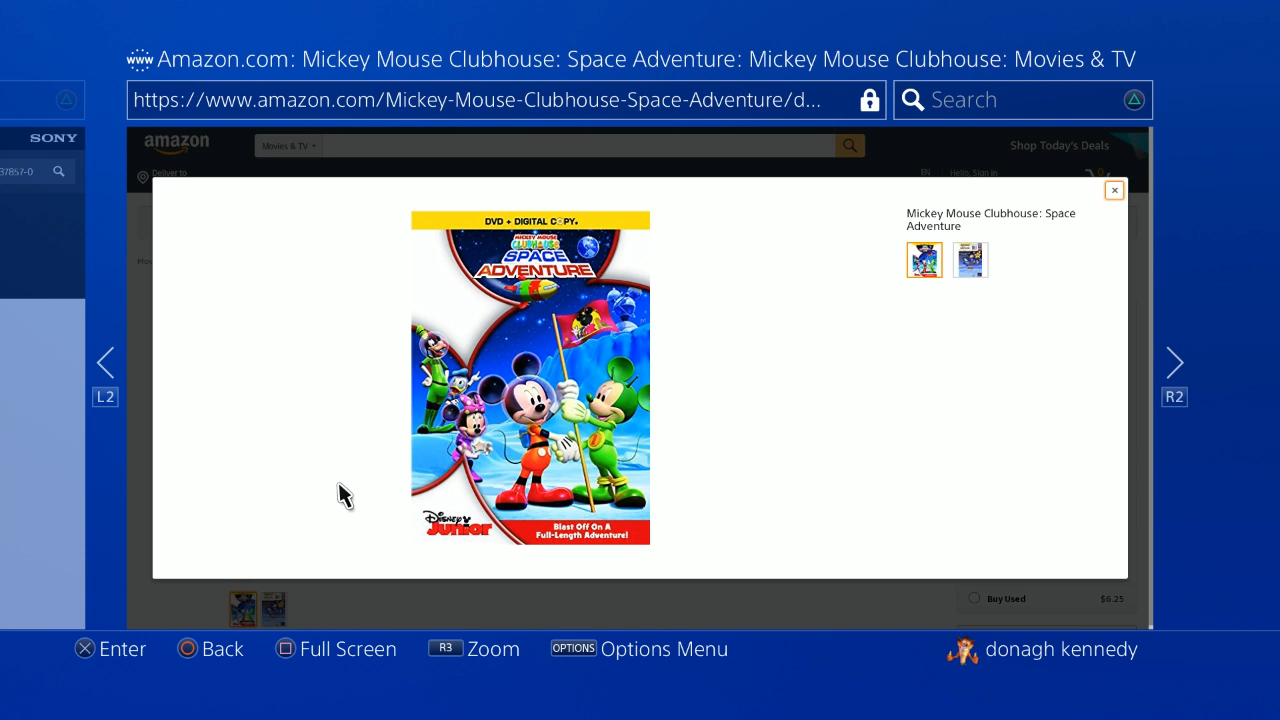 Amazon.com: Mickey Mouse Clubhouse: Space Adventure: Mickey Mouse Clubhouse: Movies & TV
https://www.amazon.com/Mickey-Mouse-Clubhouse-Space-Adventure/d...
Search
SONY
37857-0
amazon
Movies & TV
Shop Today's Deals
Deliver to
EN
Hello, Sign in
0
×
DVD + DIGITAL COPY
MICKEY MOUSE
CLUBHOUSE
SPACE
ADVENTURE
Disney
Junior
Blast Off On A
Full-Length Adventure!
Mickey Mouse Clubhouse: Space
Adventure
L2
R2
Buy Used
$6.25
Enter
Back
Full Screen
R3
Zoom
OPTIONS
Options Menu
donagh kennedy